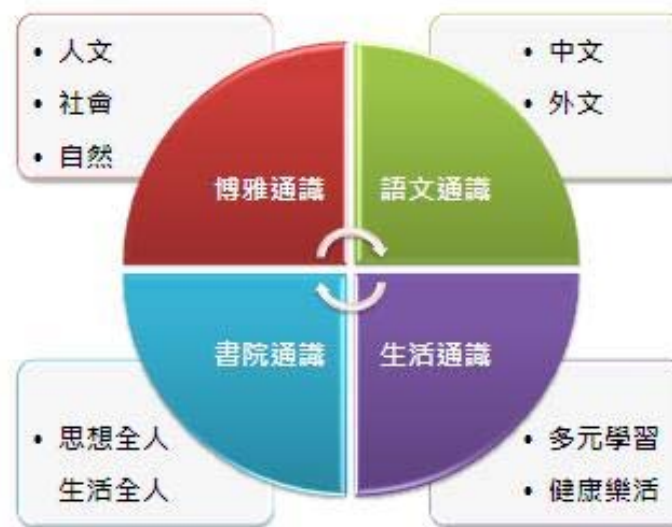 • 人文
• 社會
• 自然
• 中文
• 外文
博雅通識
語文通識
書院通識
生活通識
• 思想全人
生活全人
• 多元學習
• 健康樂活